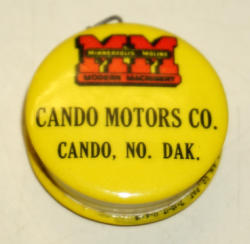 MM
MINNEAPOLIS MOLINE
MODERN MACHINERY
CANDO MOTORS CO.
CANDO, NO. DAK.